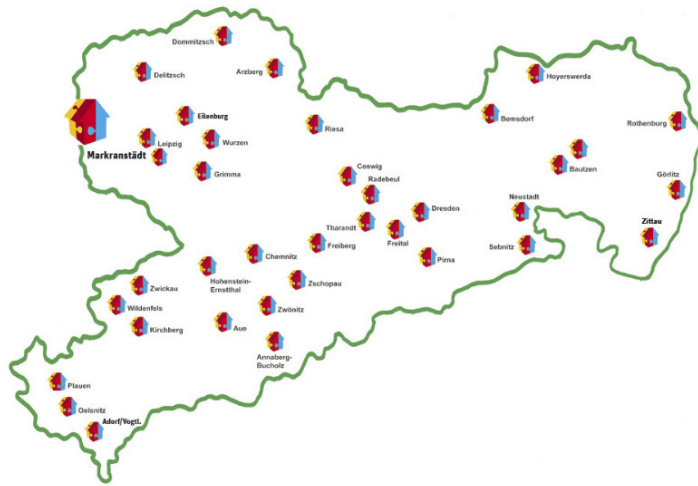 Dommitzsch
Delitzsch
Arzberg
Hoyerswerda
Eilenburg
Bernsdorf
Rothenburg
Riesa
Leipzig
Wurzen
Markranstädt
Grimma
Coswig
Radebeul
Bautzen
Görlitz
Neustadt
Dresden
Tharandt
Freital
Zittau
Freiberg
Sebnitz
Chemnitz
Pirna
Hohenstein-
Ernstthal
Zschopau
Zwickau
Wildenfels
Zwönitz
Kirchberg
Aue
Annaberg-
Bucholz
Plauen
Oelsnitz
Adorf/Vogtl.